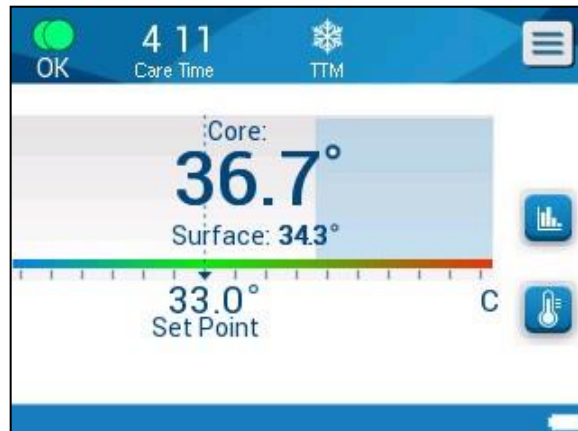 OK
4 11
Care Time
TTM
Core:
36.7°
Surface: 34.3°
33.0°
Set Point
C